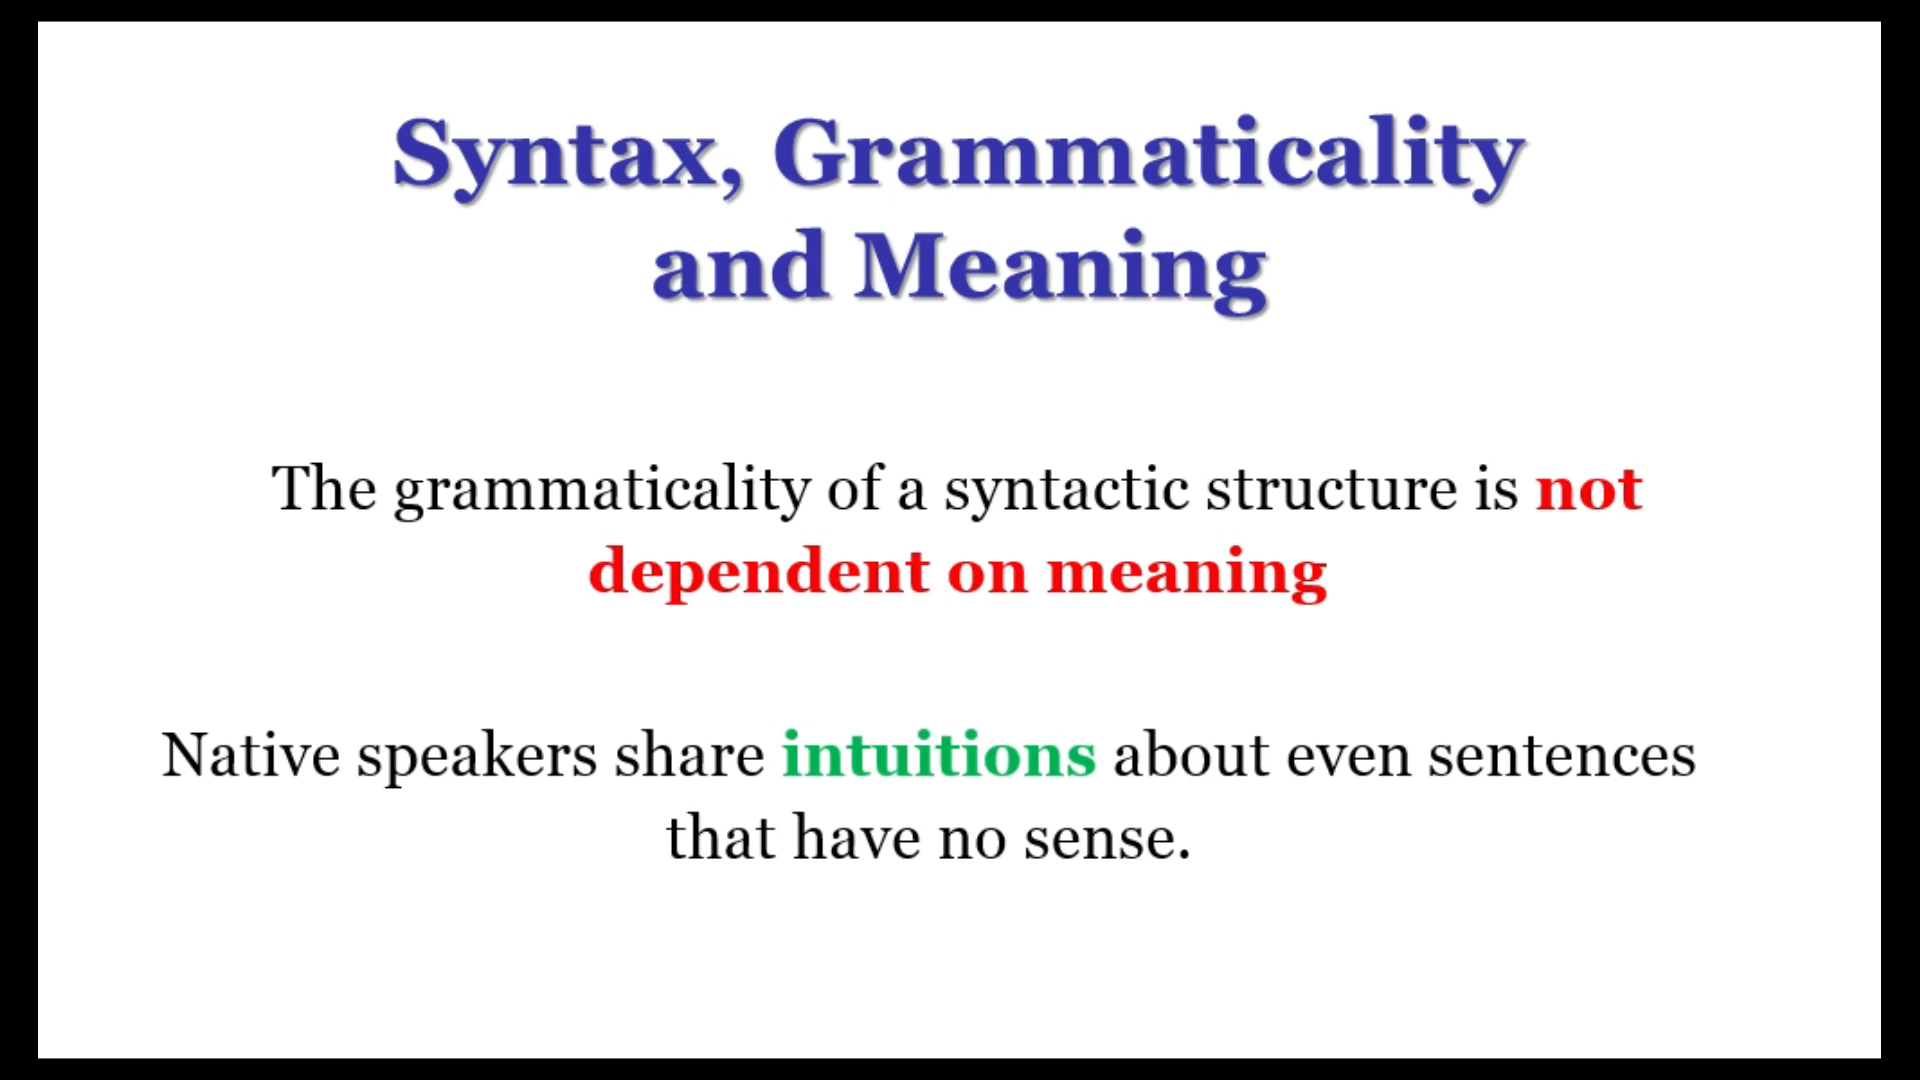 Syntax, Grammaticality
and Meaning
The grammaticality of a syntactic structure is not
dependent on meaning
Native speakers share intuitions about even sentences
that have no sense.